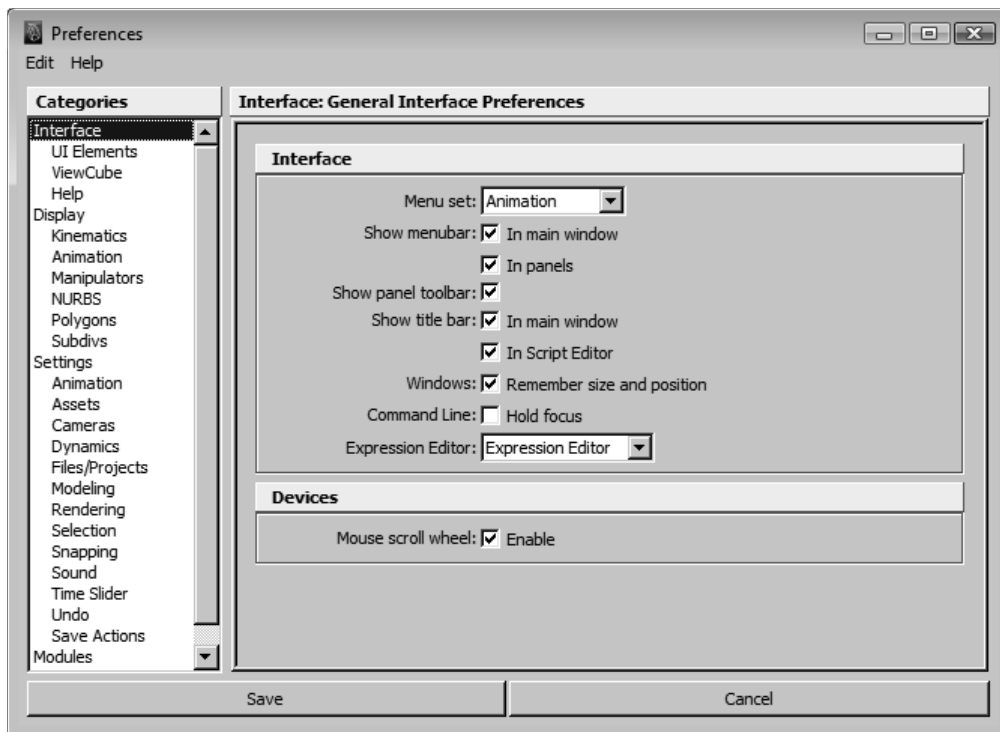 Preferences
Edit Help
Categories
Interface
UI Elements
ViewCube
Help
Display
Kinematics
Animation
Manipulators
NURBS
Polygons
Subdivs
Settings
Animation
Assets
Cameras
Dynamics
Files/Projects
Modeling
Rendering
Selection
Snapping
Sound
Time Slider
Undo
Save Actions
Modules
Interface: General Interface Preferences
Interface
Menu set: Animation
Show menubar: In main window
In panels
Show panel toolbar:
Show title bar: In main window
In Script Editor
Windows: Remember size and position
Command Line: Hold focus
Expression Editor: Expression Editor
Devices
Mouse scroll wheel: Enable
Save Cancel